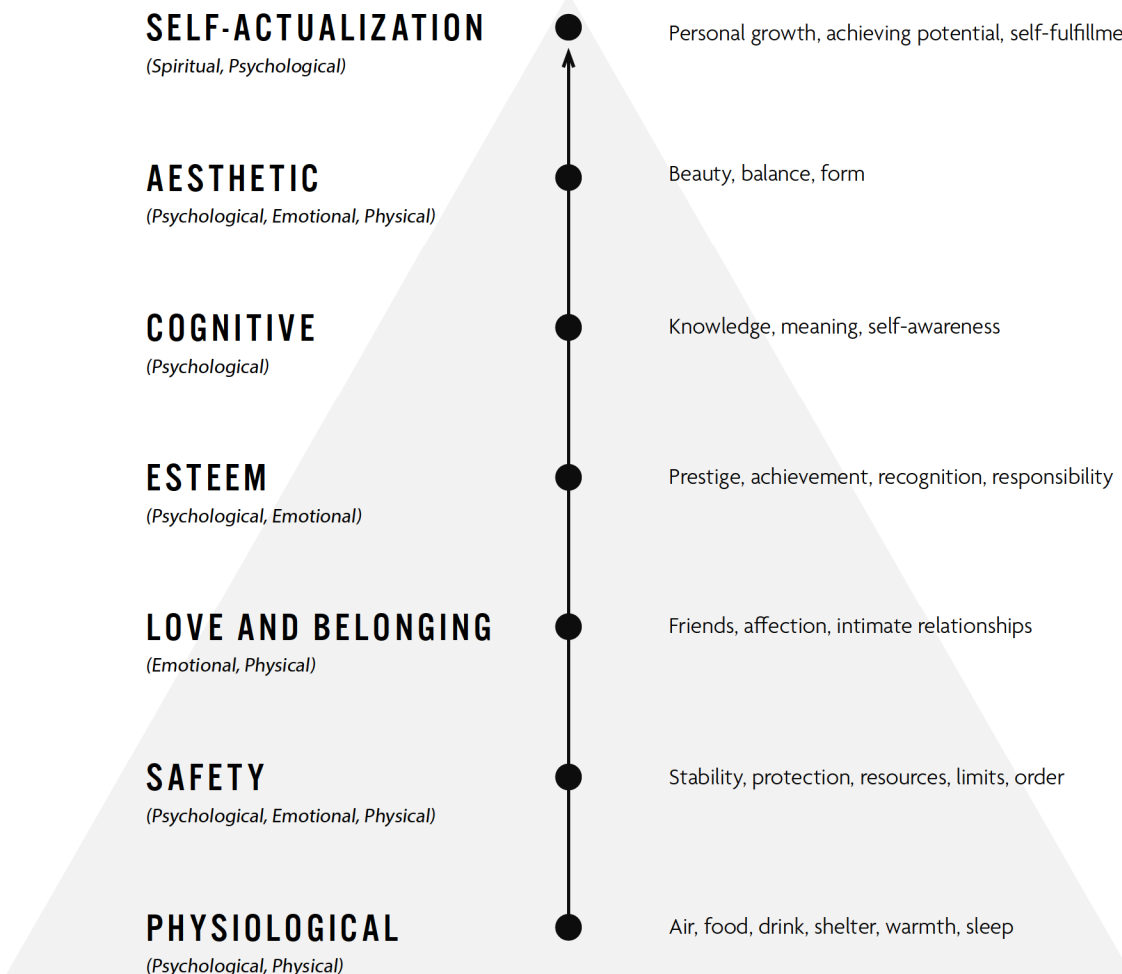 SELF-ACTUALIZATION
(Spiritual, Psychological)
Personal growth, achieving potential, self-fulfillme
AESTHETIC
(Psychological, Emotional, Physical)
Beauty, balance, form
COGNITIVE
(Psychological)
Knowledge, meaning, self-awareness
ESTEEM
(Psychological, Emotional)
Prestige, achievement, recognition, responsibility
LOVE AND BELONGING
(Emotional, Physical)
Friends, affection, intimate relationships
SAFETY
(Psychological, Emotional, Physical)
Stability, protection, resources, limits, order
PHYSIOLOGICAL
(Psychological, Physical)
Air, food, drink, shelter, warmth, sleep